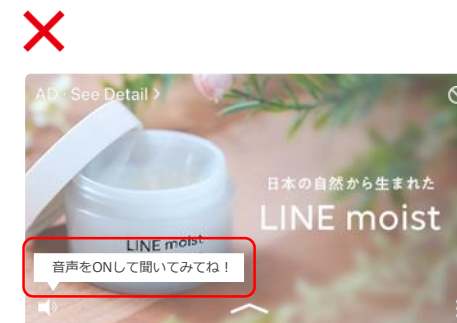 AD · See Detail >
日本の自然から生まれた
LINE moist
LINE moist
音声をONして聞いてみてね！